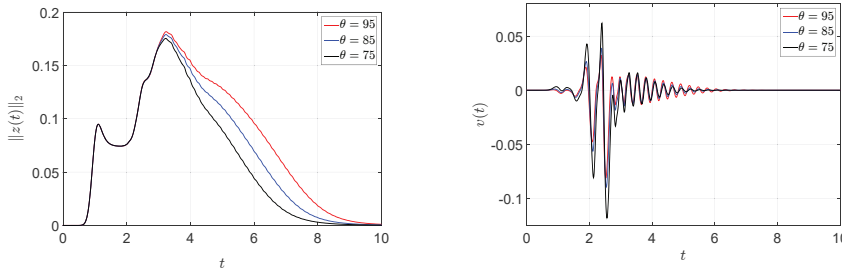 0.2
0.15
0.10
0.05
0
0 2 4 6 8 10
t
||z(t)||₂
θ = 95
θ = 85
θ = 75
0.05
0
-0.05
-0.1
0 2 4 6 8 10
t
v(t)
θ = 95
θ = 85
θ = 75